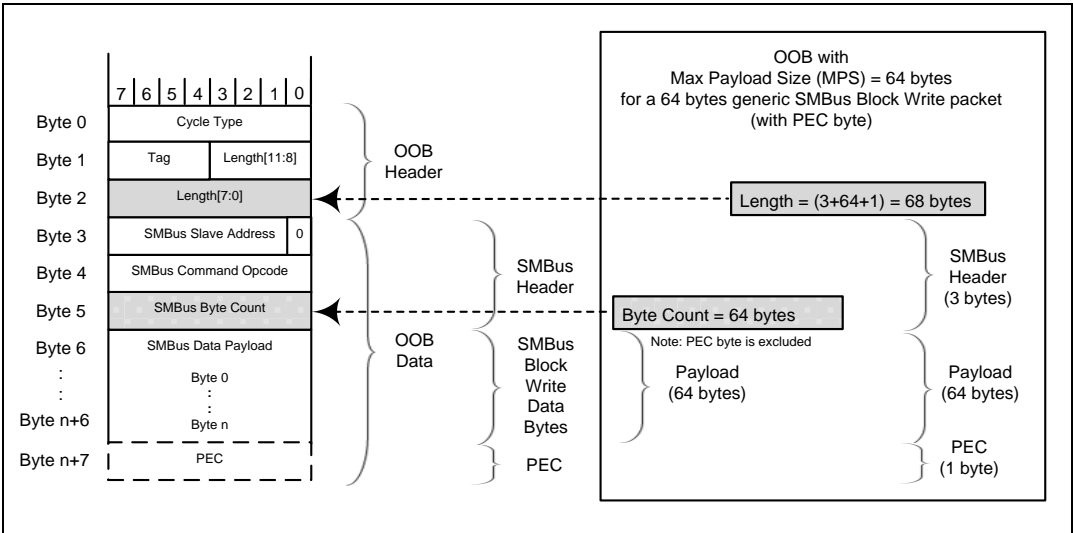 7 6 5 4 3 2 1 0
Byte 0
Cycle Type
Byte 1
Tag
Length[11:8]
Byte 2
Length[7:0]
OOB
Header
Byte 3
SMBus Slave Address
0
Byte 4
SMBus Command Opcode
Byte 5
SMBus Byte Count
SMBus
Header
Byte 6
SMBus Data Payload
:
Byte 0
:
:
Byte n+6
Byte n
OOB
Data
SMBus
Block
Write
Data
Bytes
Byte n+7
PEC
PEC
OOB with
Max Payload Size (MPS) = 64 bytes
for a 64 bytes generic SMBus Block Write packet
(with PEC byte)
Length = (3+64+1) = 68 bytes
Byte Count = 64 bytes
Note: PEC byte is excluded
Payload
(64 bytes)
SMBus
Header
(3 bytes)
Payload
(64 bytes)
PEC
(1 byte)